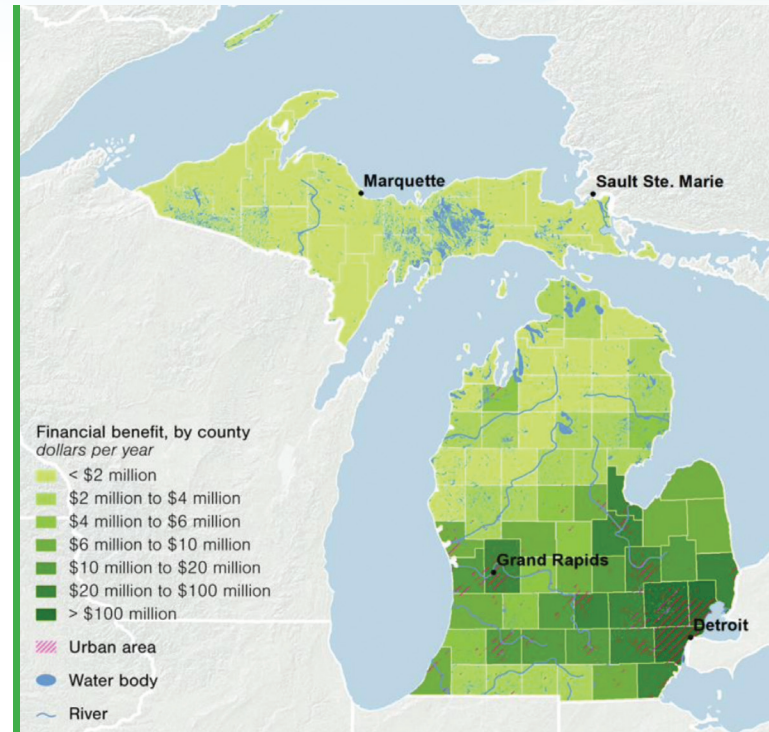 Marquette
Sault Ste. Marie
Financial benefit, by county
dollars per year
< $2 million
$2 million to $4 million
$4 million to $6 million
$6 million to $10 million
$10 million to $20 million
$20 million to $100 million
> $100 million
Grand Rapids
Detroit
Urban area
Water body
River